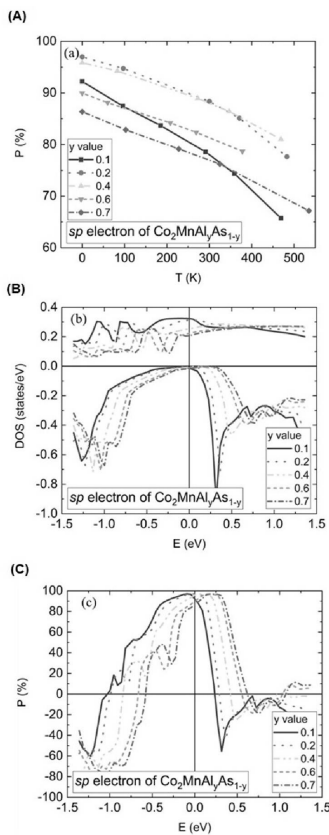 (A)
(a)
100
90
80
70
60
P (%)
y value
0.1
0.2
0.4
0.6
0.7
sp electron of Co₂MnAlyAs₁₋y
0 100 200 300 400 500
T (K)
(B)
(b)
0.4
0.2
0.0
-0.2
-0.4
-0.6
-0.8
-1.0
DOS (states/eV)
y value
0.1
0.2
0.4
0.6
0.7
sp electron of Co₂MnAlyAs₁₋y
-1.5 -1.0 -0.5 0.0 0.5 1.0 1.5
E (eV)
(C)
(c)
100
80
60
40
20
0
-20
-40
-60
-80
-100
P (%)
y value
0.1
0.2
0.4
0.6
0.7
sp electron of Co₂MnAlyAs₁₋y
-1.5 -1.0 -0.5 0.0 0.5 1.0 1.5
E (eV)